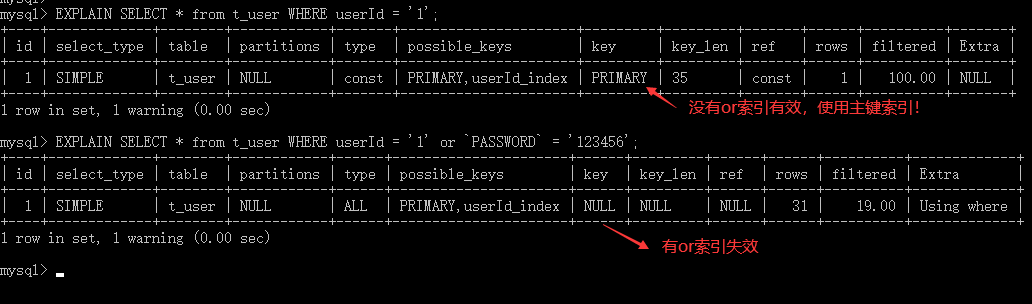 mysql> EXPLAIN SELECT * from t_user WHERE userId = '1';
+----+-------------+--------+------------+-------+----------------------+---------+---------+-------+------+----------+-------+
| id | select_type | table | partitions | type | possible_keys | key | key_len | ref | rows | filtered | Extra |
+----+-------------+--------+------------+-------+----------------------+---------+---------+-------+------+----------+-------+
| 1 | SIMPLE | t_user | NULL | const | PRIMARY,userId_index | PRIMARY | 35 | const | 1 | 100.00 | NULL |
+----+-------------+--------+------------+-------+----------------------+---------+---------+-------+------+----------+-------+
没有or索引有效，使用主键索引!
1 row in set, 1 warning (0.00 sec)
mysql> EXPLAIN SELECT * from t_user WHERE userId = '1' or `PASSWORD` = '123456';
+----+-------------+--------+------------+------+----------------------+------+---------+------+------+----------+-------------+
| id | select_type | table | partitions | type | possible_keys | key | key_len | ref | rows | filtered | Extra |
+----+-------------+--------+------------+------+----------------------+------+---------+------+------+----------+-------------+
| 1 | SIMPLE | t_user | NULL | ALL | PRIMARY,userId_index | NULL | NULL | NULL | 31 | 19.00 | Using where |
+----+-------------+--------+------------+------+----------------------+------+---------+------+------+----------+-------------+
1 row in set, 1 warning (0.00 sec)
有or索引失效
mysql> _